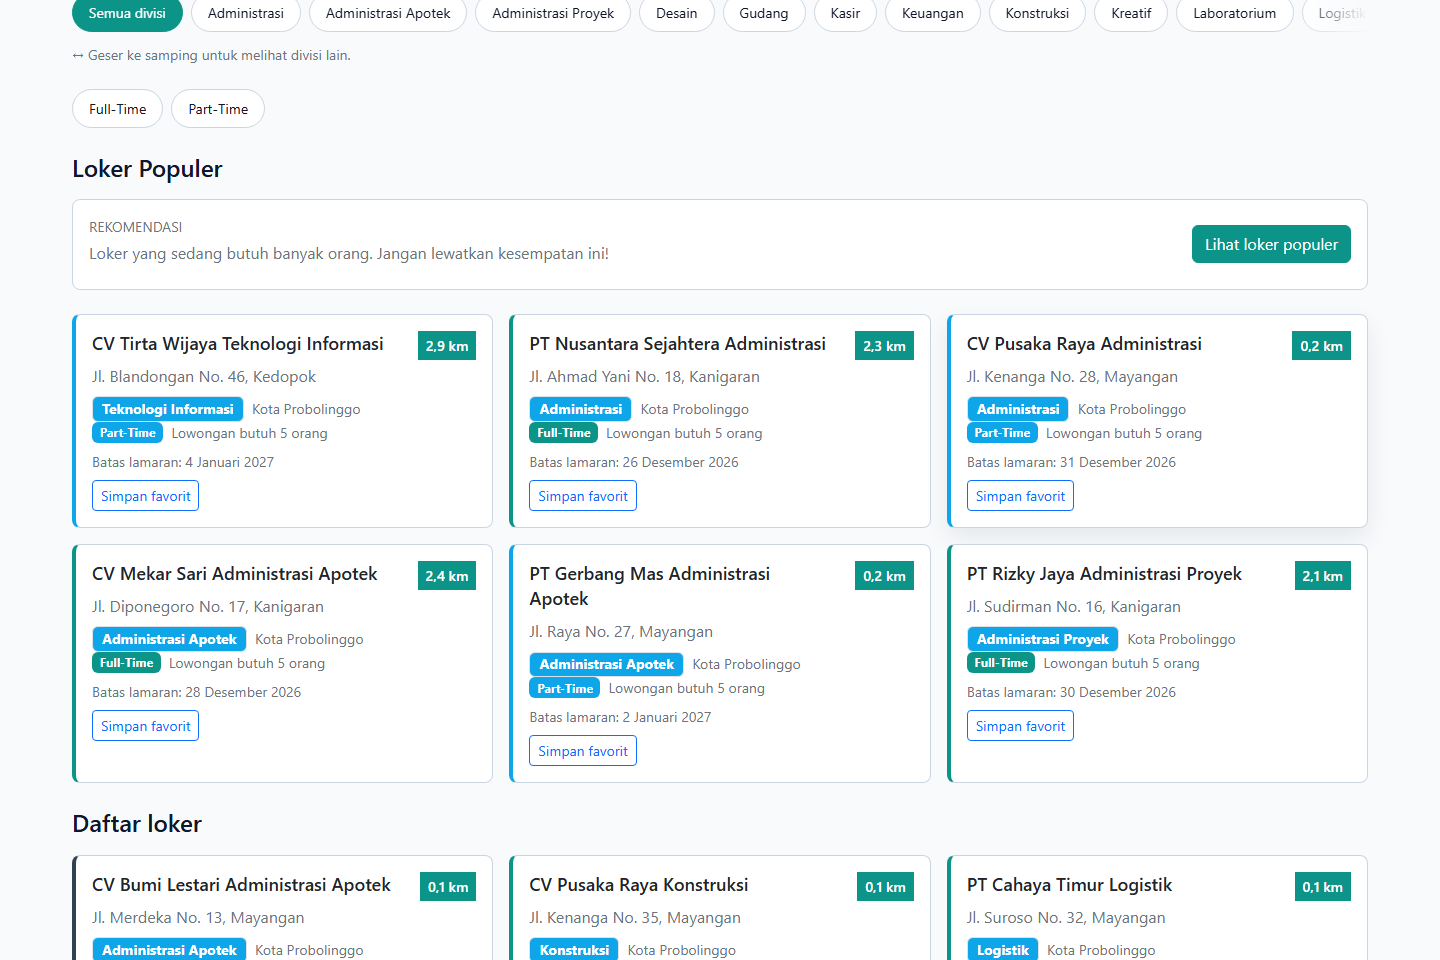 Semua divisi
Administrasi
Administrasi Apotek
Administrasi Proyek
Desain
Gudang
Kasir
Keuangan
Konstruksi
Kreatif
Laboratorium
Logistik
↔ Geser ke samping untuk melihat divisi lain.
Full-Time
Part-Time
Loker Populer
REKOMENDASI
Loker yang sedang butuh banyak orang. Jangan lewatkan kesempatan ini!
Lihat loker populer
CV Tirta Wijaya Teknologi Informasi
2,9 km
Jl. Blandongan No. 46, Kedopok
Teknologi Informasi Kota Probolinggo
Part-Time Lowongan butuh 5 orang
Batas lamaran: 4 Januari 2027
Simpan favorit
PT Nusantara Sejahtera Administrasi
2,3 km
Jl. Ahmad Yani No. 18, Kanigaran
Administrasi Kota Probolinggo
Full-Time Lowongan butuh 5 orang
Batas lamaran: 26 Desember 2026
Simpan favorit
CV Pusaka Raya Administrasi
0,2 km
Jl. Kenanga No. 28, Mayangan
Administrasi Kota Probolinggo
Part-Time Lowongan butuh 5 orang
Batas lamaran: 31 Desember 2026
Simpan favorit
CV Mekar Sari Administrasi Apotek
2,4 km
Jl. Diponegoro No. 17, Kanigaran
Administrasi Apotek Kota Probolinggo
Full-Time Lowongan butuh 5 orang
Batas lamaran: 28 Desember 2026
Simpan favorit
PT Gerbang Mas Administrasi
Apotek
0,2 km
Jl. Raya No. 27, Mayangan
Administrasi Apotek Kota Probolinggo
Part-Time Lowongan butuh 5 orang
Batas lamaran: 2 Januari 2027
Simpan favorit
PT Rizky Jaya Administrasi Proyek
2,1 km
Jl. Sudirman No. 16, Kanigaran
Administrasi Proyek Kota Probolinggo
Full-Time Lowongan butuh 5 orang
Batas lamaran: 30 Desember 2026
Simpan favorit
Daftar loker
CV Bumi Lestari Administrasi Apotek
0,1 km
Jl. Merdeka No. 13, Mayangan
Administrasi Apotek Kota Probolinggo
CV Pusaka Raya Konstruksi
0,1 km
Jl. Kenanga No. 35, Mayangan
Konstruksi Kota Probolinggo
PT Cahaya Timur Logistik
0,1 km
Jl. Suroso No. 32, Mayangan
Logistik Kota Probolinggo